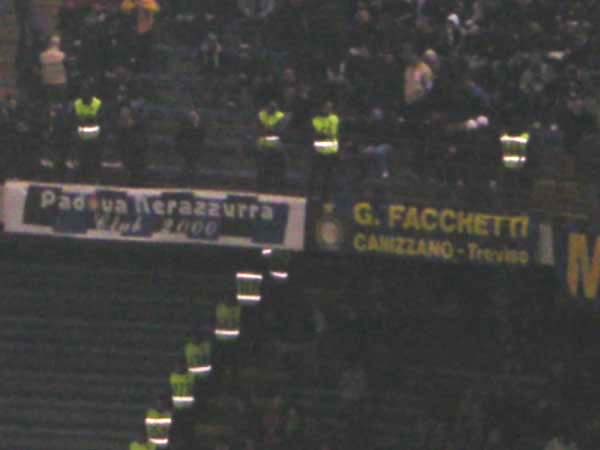 Padova Nerazzurra
Club 2000
G. FACCHETTI
CANIZZANO - Treviso
M